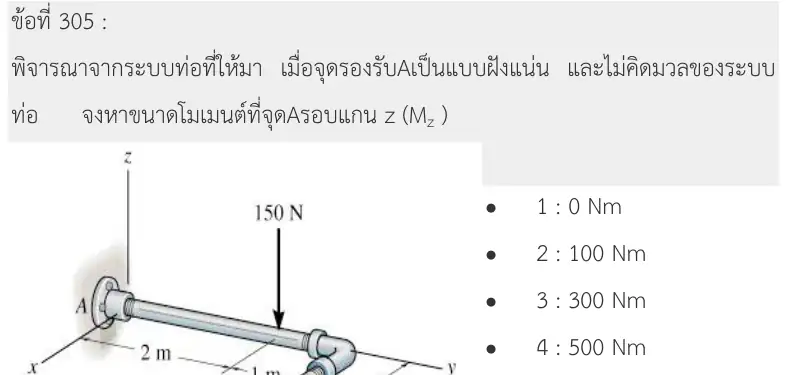 ข้อที่ 305 :
พิจารณาจากระบบท่อที่ให้มา เมื่อจุดรองรับAเป็นแบบฝังแน่น และไม่คิดมวลของระบบ
ท่อ จงหาขนาดโมเมนต์ที่จุดAรอบแกน z (Mz )
z
150 N
A
x
2 m
1 m
y
• 1 : 0 Nm
• 2 : 100 Nm
• 3 : 300 Nm
• 4 : 500 Nm